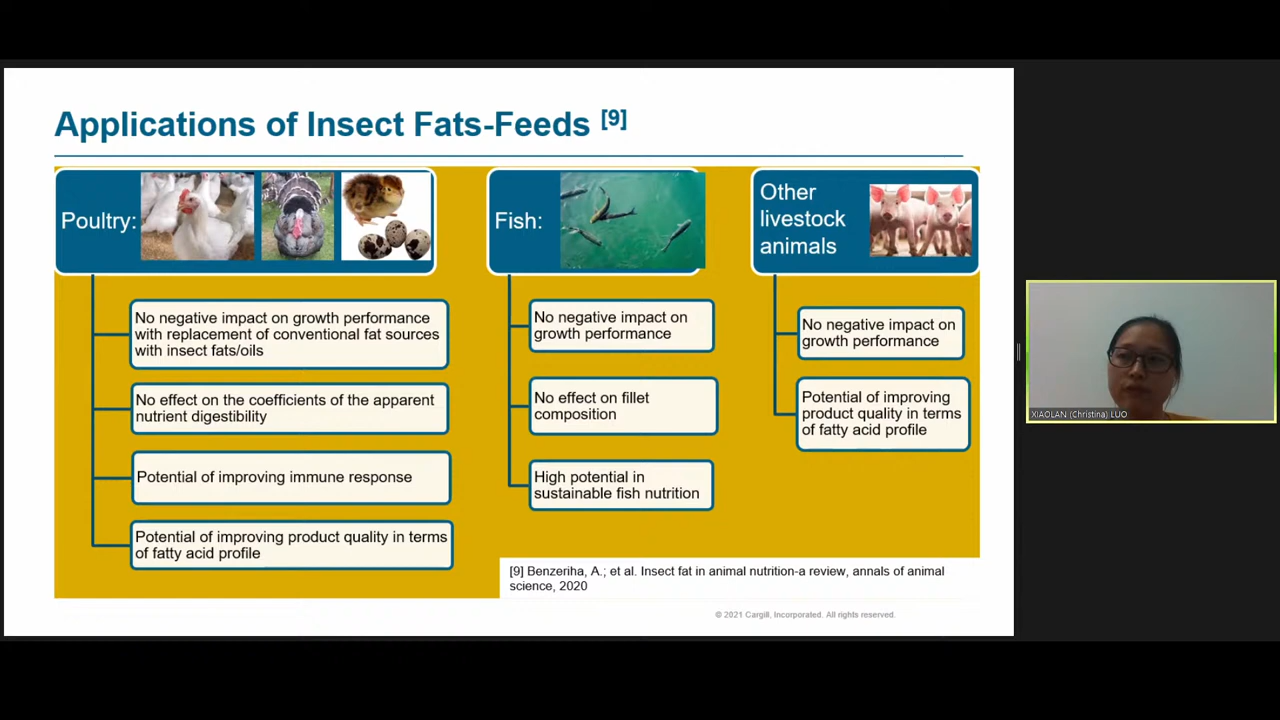 Applications of Insect Fats-Feeds [9]
Poultry:
No negative impact on growth performance
with replacement of conventional fat sources
with insect fats/oils
No effect on the coefficients of the apparent
nutrient digestibility
Potential of improving immune response
Potential of improving product quality in terms
of fatty acid profile
Fish:
No negative impact on
growth performance
No effect on fillet
composition
High potential in
sustainable fish nutrition
Other
livestock
animals
No negative impact on
growth performance
Potential of improving
product quality in terms
of fatty acid profile
[9] Benzeriha, A.; et al. Insect fat in animal nutrition-a review, annals of animal
science, 2020
© 2021 Cargill, Incorporated. All rights reserved.
XIAOLAN (Christina) LUO